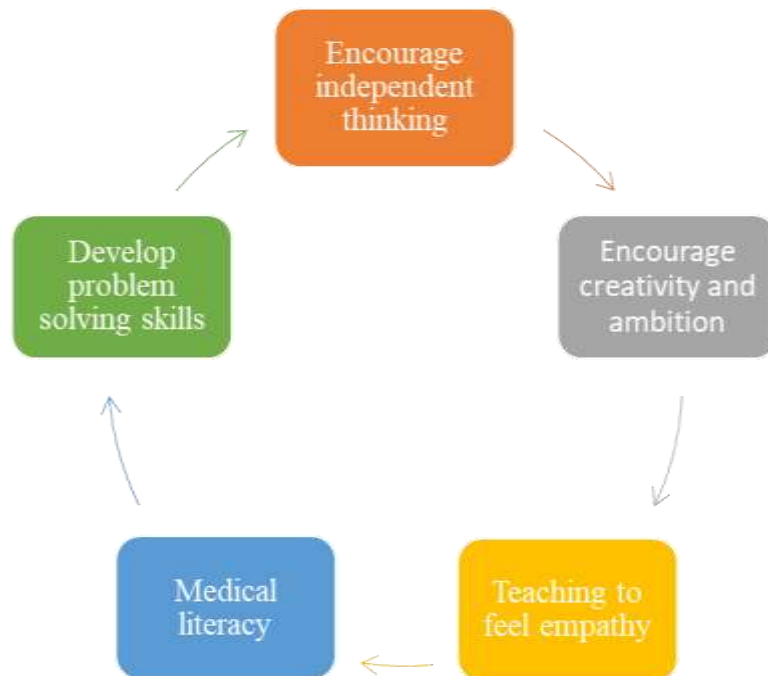 Encourage
independent
thinking
Encourage
creativity and
ambition
Teaching to
feel empathy
Medical
literacy
Develop
problem
solving skills